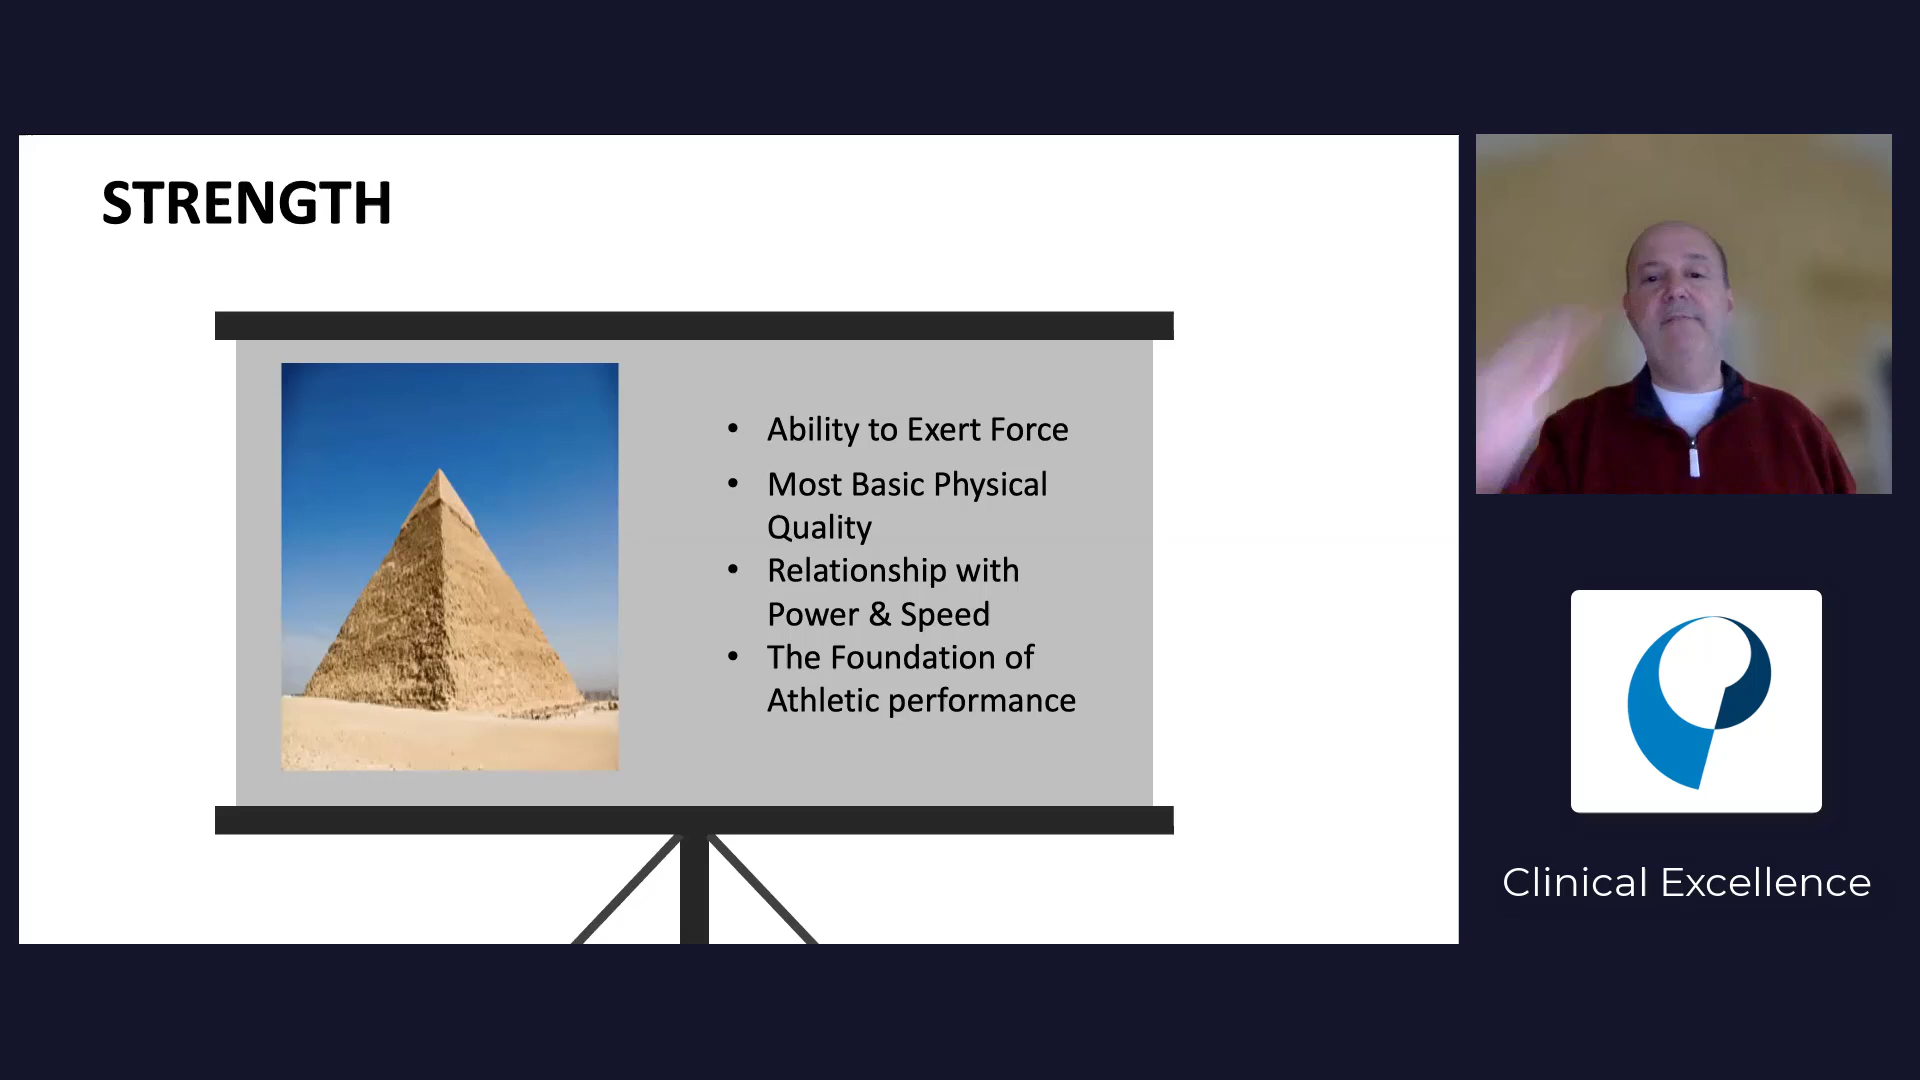 STRENGTH
• Ability to Exert Force
• Most Basic Physical
Quality
• Relationship with
Power & Speed
• The Foundation of
Athletic performance
Clinical Excellence